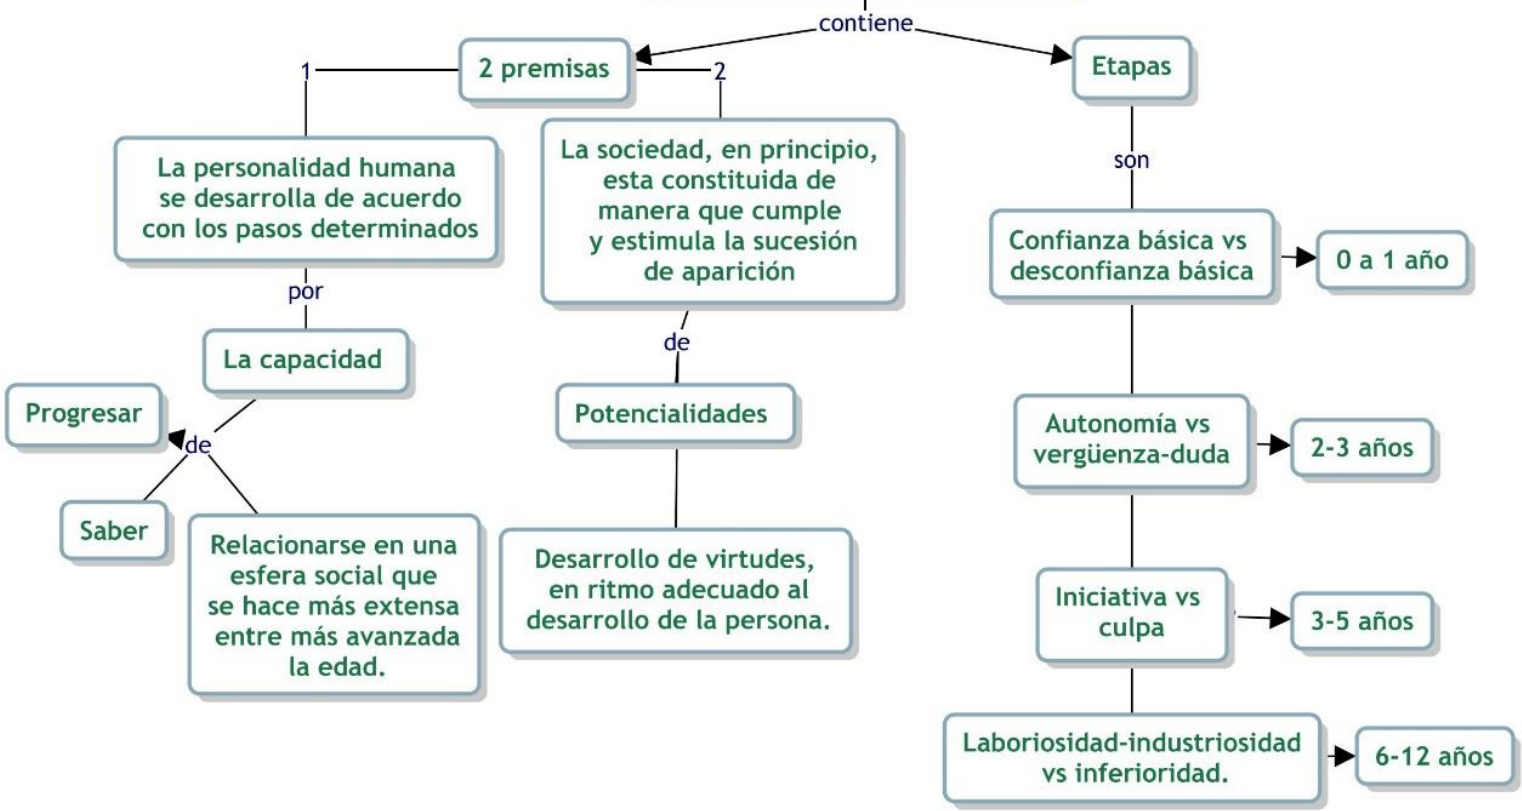 contiene
2 premisas
Etapas
1
2
La personalidad humana
se desarrolla de acuerdo
con los pasos determinados
La sociedad, en principio,
esta constituida de
manera que cumple
y estimula la sucesión
de aparición
por
de
La capacidad
Potencialidades
Progresar
de
Saber
Relacionarse en una
esfera social que
se hace más extensa
entre más avanzada
la edad.
Desarrollo de virtudes,
en ritmo adecuado al
desarrollo de la persona.
son
Confianza básica vs
desconfianza básica
0 a 1 año
Autonomía vs
vergüenza-duda
2-3 años
Iniciativa vs
culpa
3-5 años
Laboriosidad-industriosidad
vs inferioridad.
6-12 años